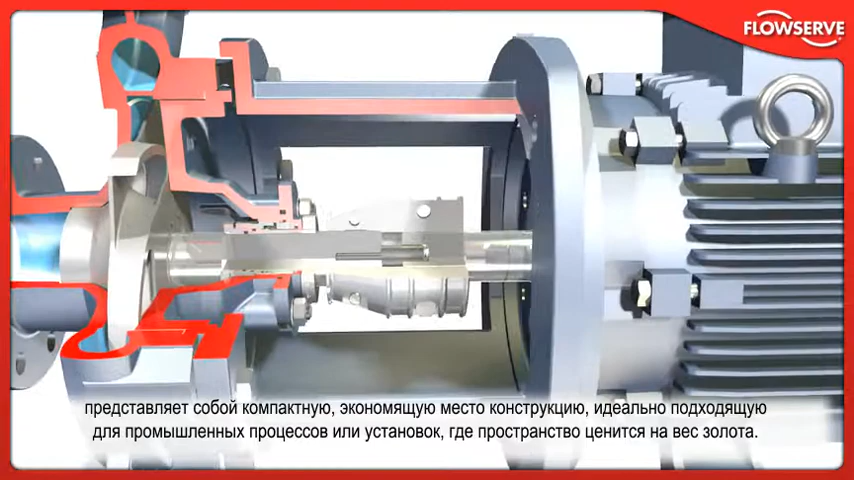 FLOWSERVE
представляет собой компактную, экономящую место конструкцию, идеально подходящую
для промышленных процессов или установок, где пространство ценится на вес золота.